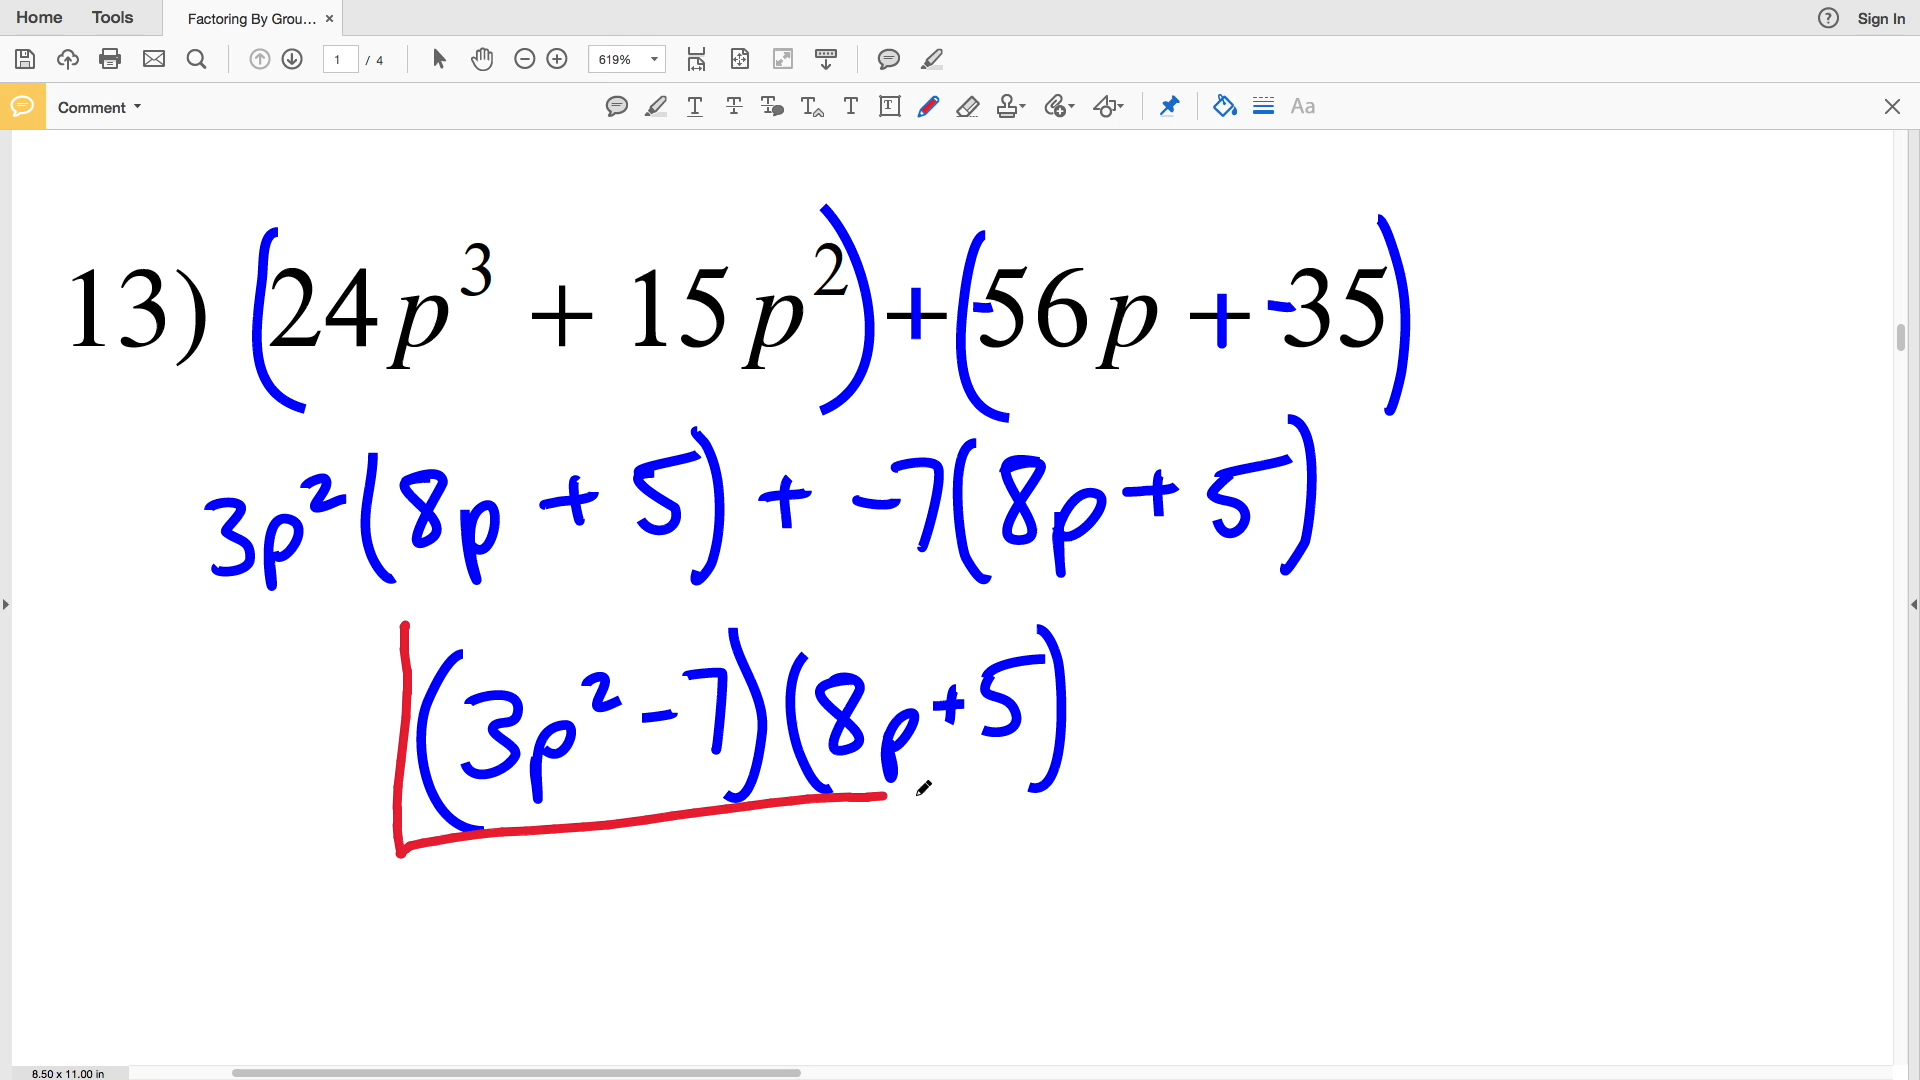 Home Tools Factoring By Grou... × ? Sign In
1 / 4 619%
Comment T T T T T T Aa
13) (24p³ + 15p²) + (-56p + -35)
3p²(8p + 5) + -7(8p + 5)
(3p² - 7)(8p + 5)
8.50 x 11.00 in